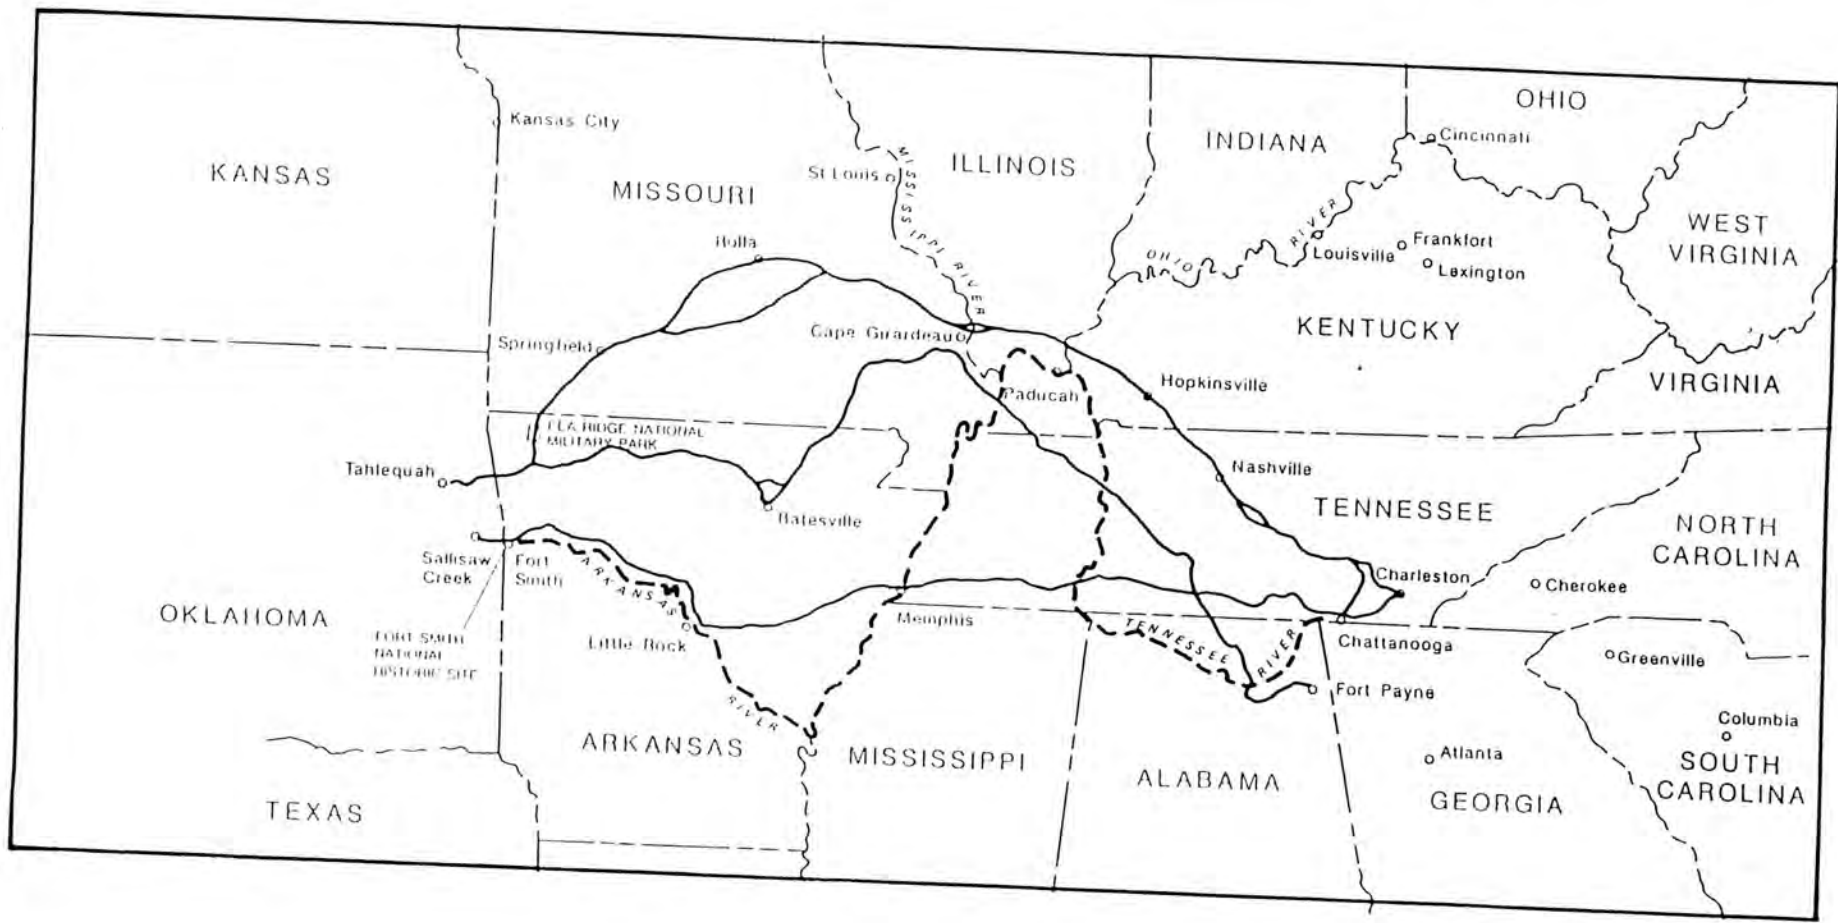 OHIO
Cincinnati
INDIANA
Kansas City
ILLINOIS
KANSAS
St Louis
MISSOURI
MISSISSIPPI RIVER
WEST
VIRGINIA
OHIO RIVER
Louisville
Frankfort
Lexington
Rolla
KENTUCKY
Cape Girardeau
Springfield
VIRGINIA
Hopkinsville
Paducah
PEA RIDGE NATIONAL
MILITARY PARK
Tahlequah
Nashville
Batesville
TENNESSEE
NORTH
CAROLINA
Sallisaw
Creek
Fort
Smith
ARKANSAS RIVER
Charleston
Cherokee
OKLAHOMA
Memphis
Little Rock
FORT SMITH
NATIONAL
HISTORIC SITE
TENNESSEE RIVER
Chattanooga
Greenville
Fort Payne
Columbia
ARKANSAS
MISSISSIPPI
ALABAMA
Atlanta
GEORGIA
SOUTH
CAROLINA
TEXAS